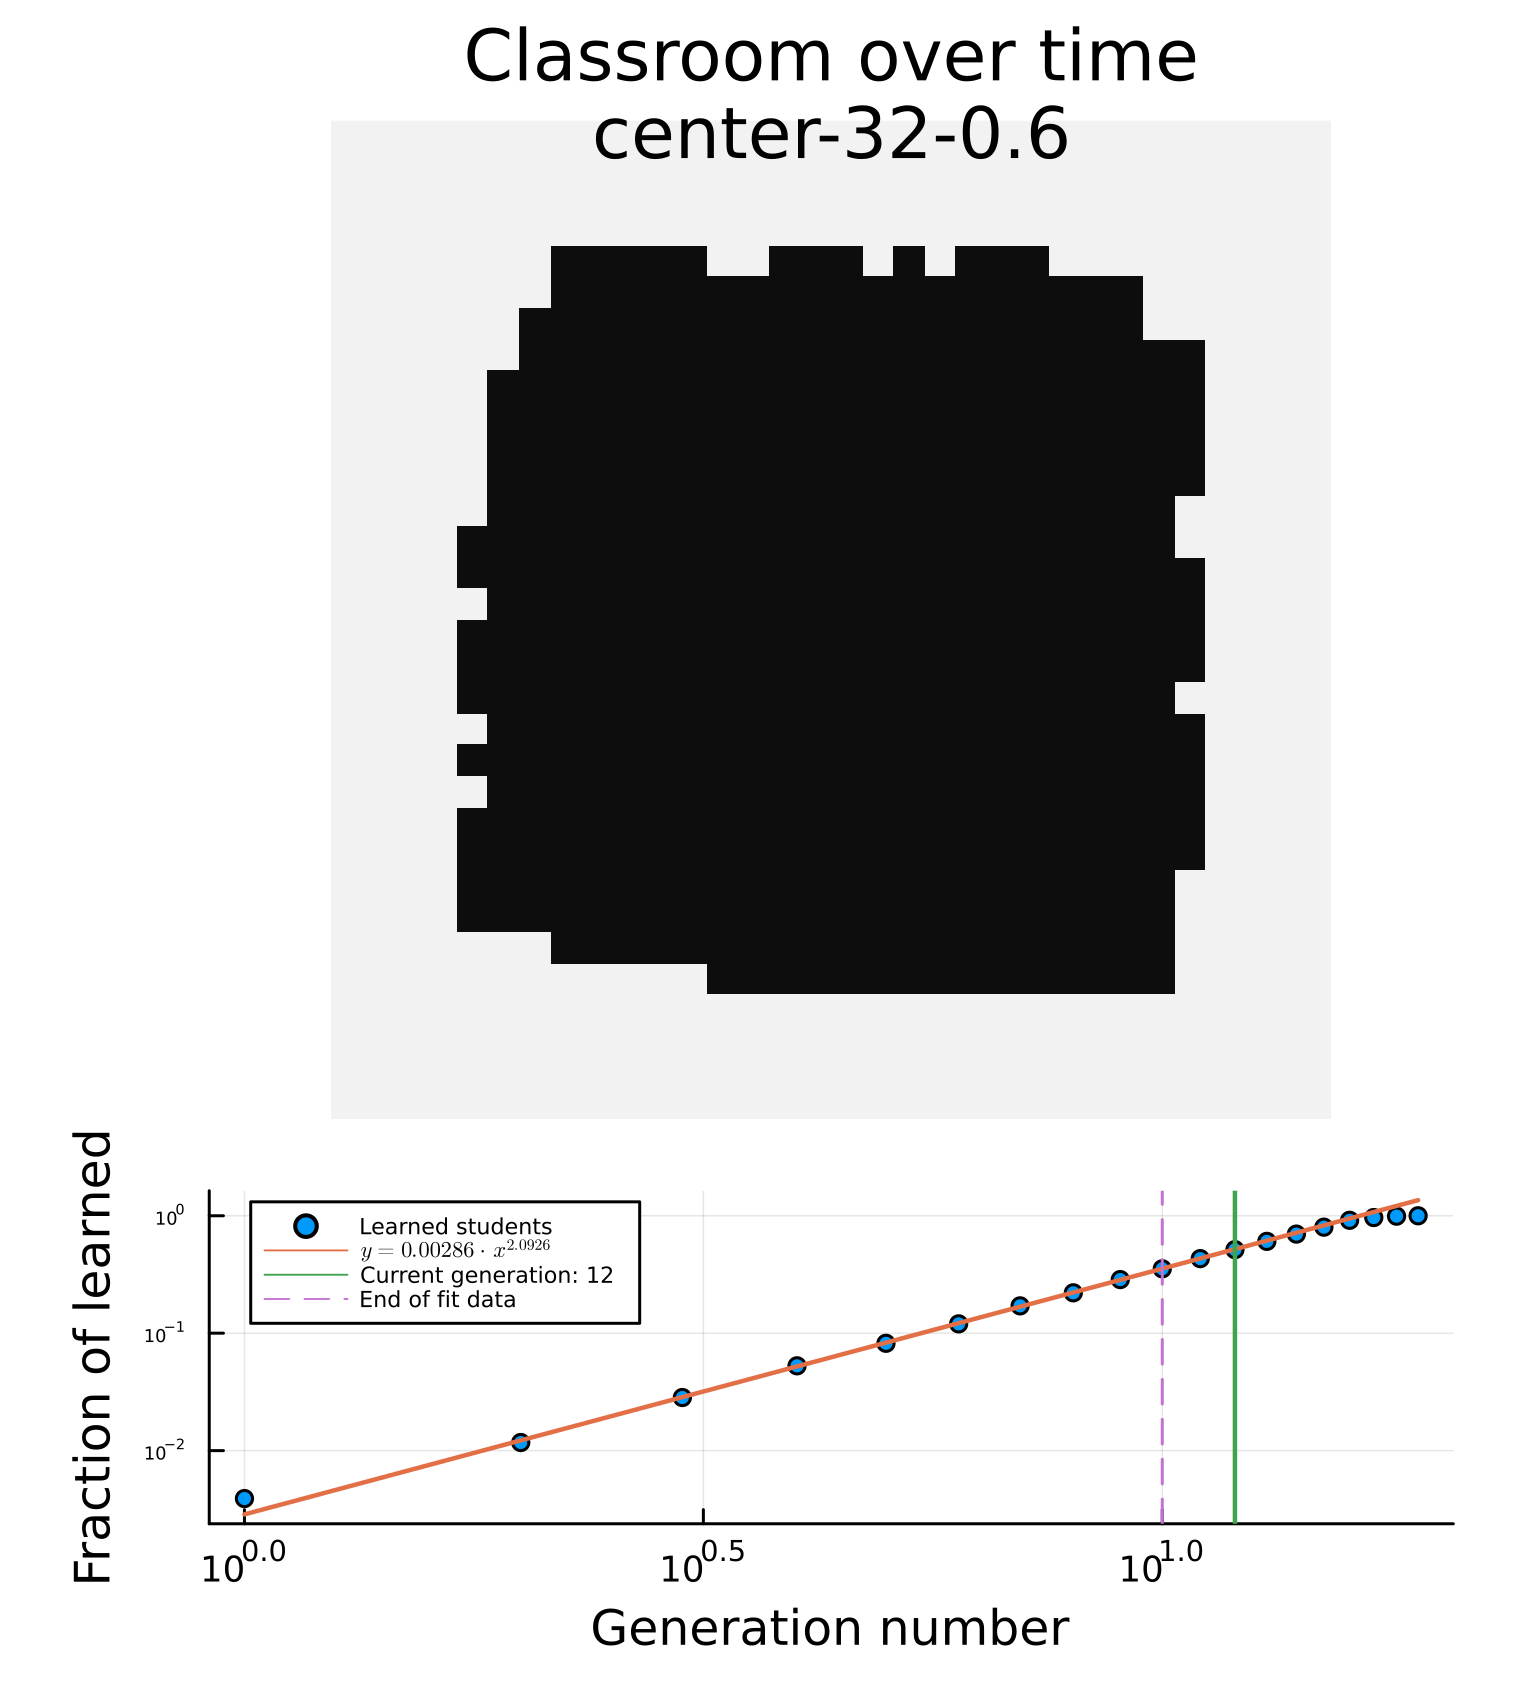 Classroom over time
center-32-0.6
Fraction of learned
10⁰
10⁻¹
10⁻²
Learned students
y = 0.00286 · x^2.0926
Current generation: 12
End of fit data
10^0.0
10^0.5
10^1.0
Generation number